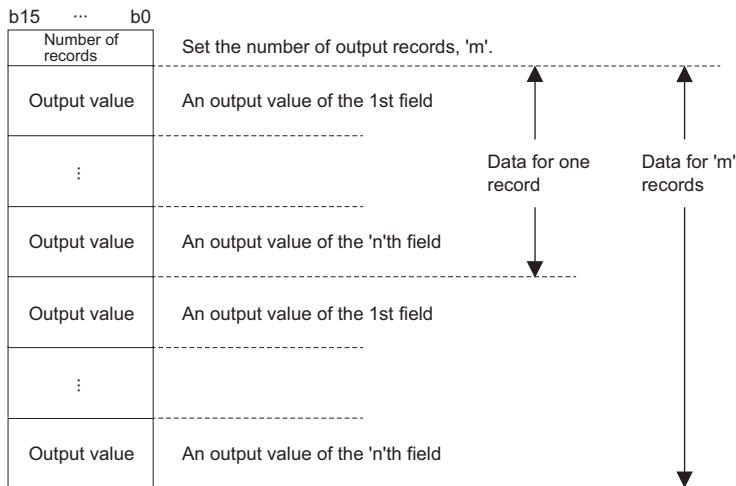 b15 ... b0
Number of
records
Set the number of output records, 'm'.
Output value
An output value of the 1st field
⋮
Data for one
record
Data for 'm'
records
Output value
An output value of the 'n'th field
Output value
An output value of the 1st field
⋮
Output value
An output value of the 'n'th field